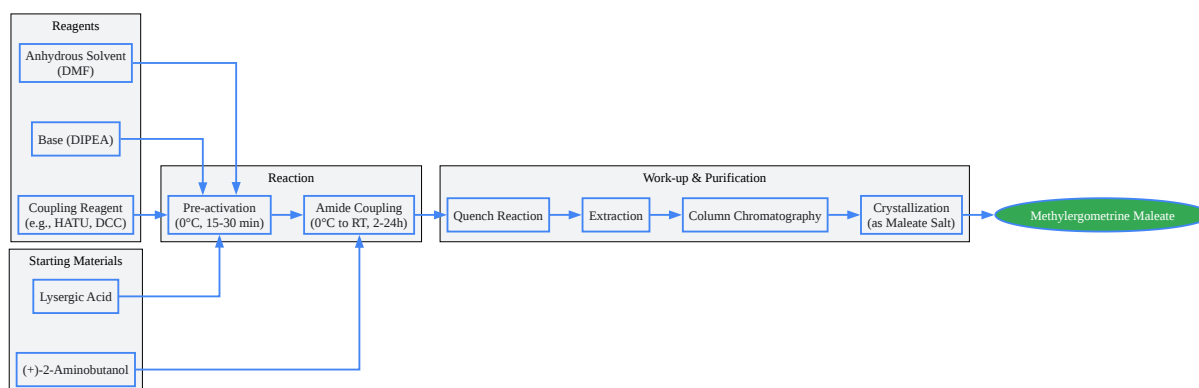 Reagents
Anhydrous Solvent
(DMF)
Base (DIPEA)
Coupling Reagent
(e.g., HATU, DCC)
Starting Materials
Lysergic Acid
(+)-2-Aminobutanol
Reaction
Pre-activation
(0°C, 15-30 min)
Amide Coupling
(0°C to RT, 2-24h)
Work-up & Purification
Quench Reaction
Extraction
Column Chromatography
Crystallization
(as Maleate Salt)
Methylergometrine Maleate